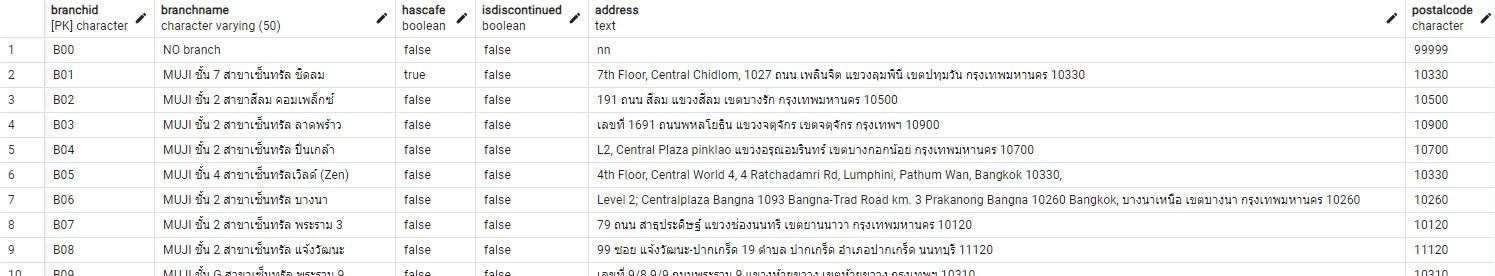 branchid branchname hascafe isdiscontinued address postalcode
[PK] character character varying (50) boolean boolean text character
1 B00 NO branch false false nn 99999
2 B01 MUJI ชั้น 7 สาขาเซ็นทรัล ชิดลม true false 7th Floor, Central Chidlom, 1027 ถนน เพลินจิต แขวงลุมพินี เขตปทุมวัน กรุงเทพมหานคร 10330 10330
3 B02 MUJI ชั้น 2 สาขาสีลม คอมเพล็กซ์ false false 191 ถนน สีลม แขวงสีลม เขตบางรัก กรุงเทพมหานคร 10500 10500
4 B03 MUJI ชั้น 2 สาขาเซ็นทรัล ลาดพร้าว false false เลขที่ 1691 ถนนพหลโยธิน แขวงจตุจักร เขตจตุจักร กรุงเทพฯ 10900 10900
5 B04 MUJI ชั้น 2 สาขาเซ็นทรัล ปิ่นเกล้า false false L2, Central Plaza pinklao แขวงอรุณอมรินทร์ เขตบางกอกน้อย กรุงเทพมหานคร 10700 10700
6 B05 MUJI ชั้น 4 สาขาเซ็นทรัลเวิลด์ (Zen) false false 4th Floor, Central World 4, 4 Ratchadamri Rd, Lumphini, Pathum Wan, Bangkok 10330, 10330
7 B06 MUJI ชั้น 2 สาขาเซ็นทรัล บางนา false false Level 2; Centralplaza Bangna 1093 Bangna-Trad Road km. 3 Prakanong Bangna 10260 Bangkok, บางนาเหนือ เขตบางนา กรุงเทพมหานคร 10260 10260
8 B07 MUJI ชั้น 2 สาขาเซ็นทรัล พระราม 3 false false 79 ถนน สาธุประดิษฐ์ แขวงช่องนนทรี เขตยานนาวา กรุงเทพมหานคร 10120 10120
9 B08 MUJI ชั้น 2 สาขาเซ็นทรัล แจ้งวัฒนะ false false 99 ซอย แจ้งวัฒนะ-ปากเกร็ด 19 ตำบล ปากเกร็ด อำเภอปากเกร็ด นนทบุรี 11120 11120
10 B09 MUJI ชั้น G สาขาเซ็นทรัล พระราม 9 false false เลขที่ 9/8 9/9 ถนนพระราม 9 แขวงห้วยขวาง เขตห้วยขวาง กรุงเทพฯ 10310 10310